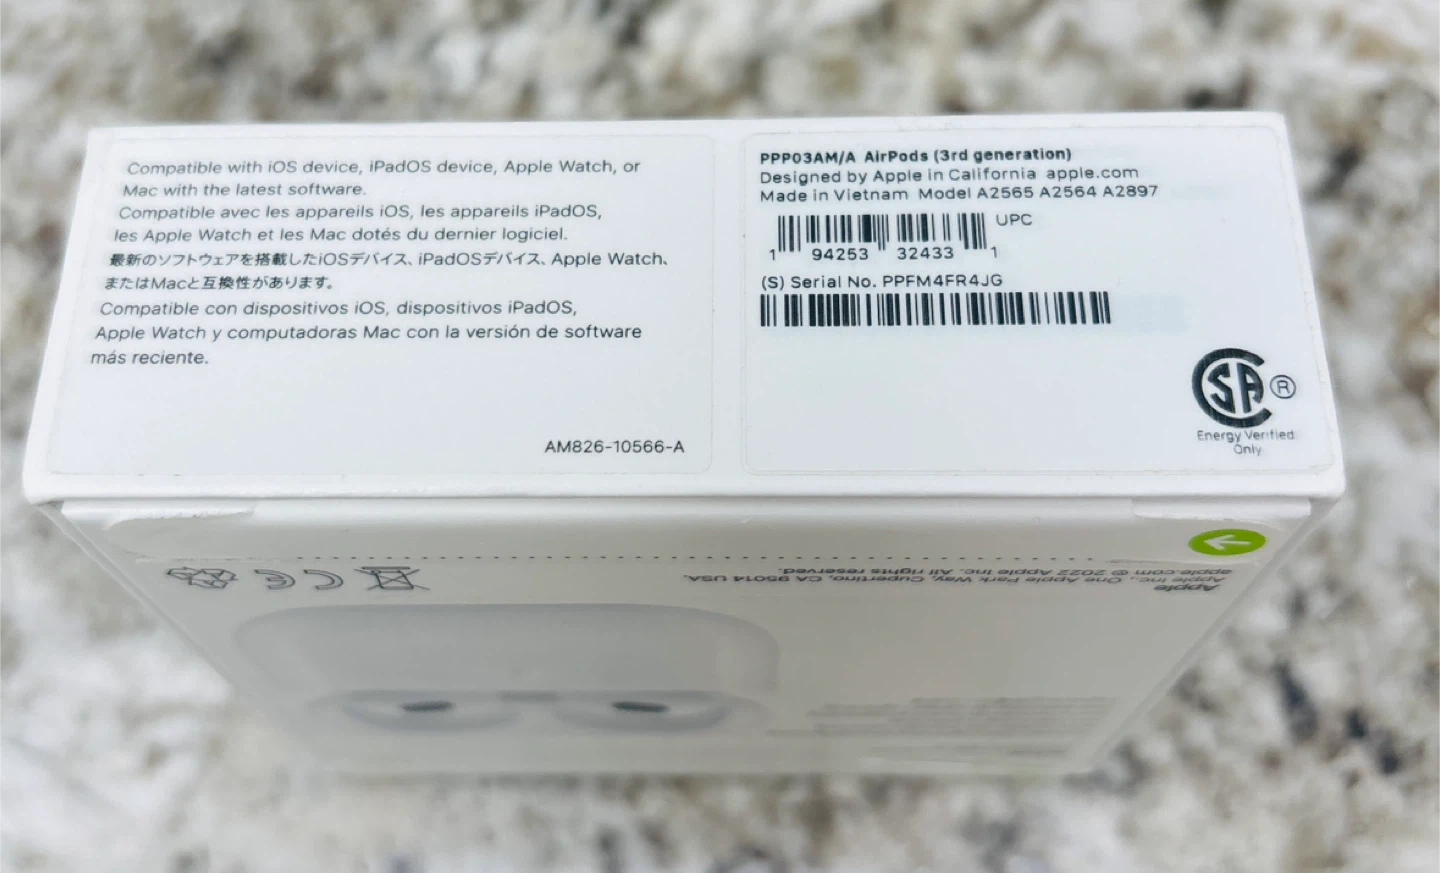 Compatible with iOS device, iPadOS device, Apple Watch, or
Mac with the latest software.
Compatible avec les appareils iOS, les appareils iPadOS,
les Apple Watch et les Mac dotés du dernier logiciel.
最新のソフトウェアを搭載したiOSデバイス、iPadOSデバイス、Apple Watch、
またはMacと互換性があります。
Compatible con dispositivos iOS, dispositivos iPadOS,
Apple Watch y computadoras Mac con la versión de software
más reciente.
AM826-10566-A
PPP03AM/A AirPods (3rd generation)
Designed by Apple in California apple.com
Made in Vietnam Model A2565 A2564 A2897
UPC
1 94253 32433 1
(S) Serial No. PPFM4FR4JG
SA ®
Energy Verified
Only
Apple
Apple Inc., One Apple Park Way, Cupertino, CA 95014 USA.
apple.com © 2022 Apple Inc. All rights reserved.